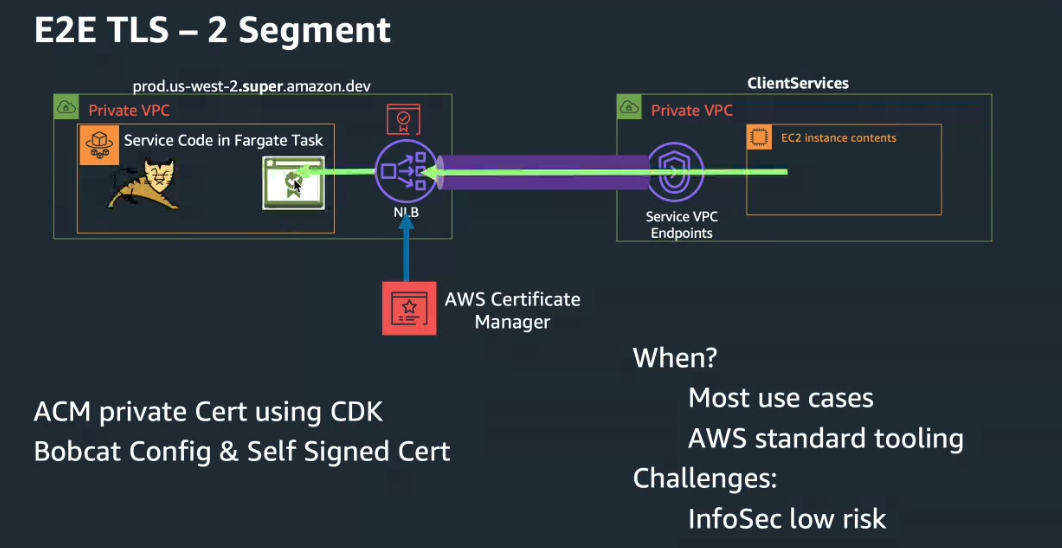 E2E TLS – 2 Segment
prod.us-west-2.super.amazon.dev
Private VPC
Service Code in Fargate Task
NLB
AWS Certificate
Manager
ClientServices
Private VPC
EC2 instance contents
Service VPC
Endpoints
ACM private Cert using CDK
Bobcat Config & Self Signed Cert
When?
Most use cases
AWS standard tooling
Challenges:
InfoSec low risk